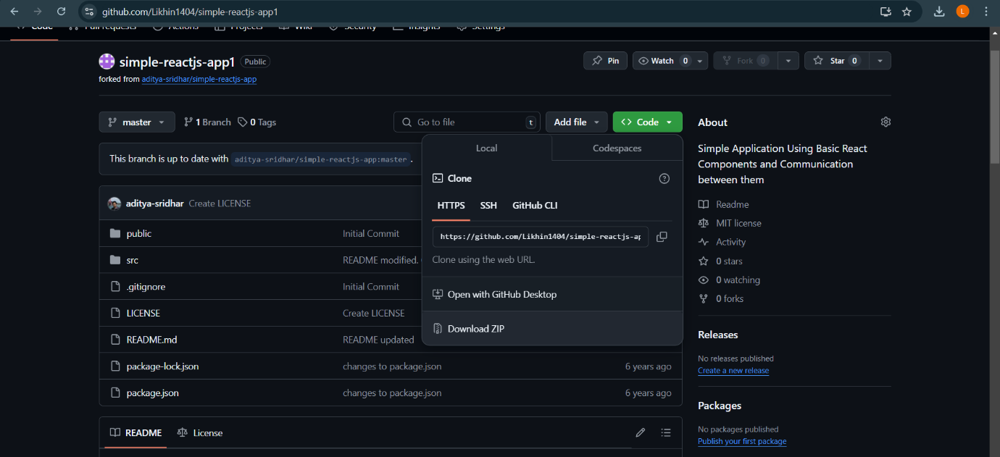 github.com/Likhin1404/simple-reactjs-app1
L
Code Pull requests Actions Projects Wiki Security Insights Settings
simple-reactjs-app1 Public
Pin Watch 0 Fork 0 Star 0
forked from aditya-sridhar/simple-reactjs-app
master 1 Branch 0 Tags
Go to file t Add file Code
This branch is up to date with aditya-sridhar/simple-reactjs-app:master .
aditya-sridhar Create LICENSE
public Initial Commit
src README modified.
.gitignore Initial Commit
LICENSE Create LICENSE
README.md README updated
package-lock.json changes to package.json 6 years ago
package.json changes to package.json 6 years ago
README License
Local Codespaces
Clone
HTTPS SSH GitHub CLI
https://github.com/Likhin1404/simple-reactjs-ap
Clone using the web URL.
Open with GitHub Desktop
Download ZIP
About
Simple Application Using Basic React
Components and Communication
between them
Readme
MIT license
Activity
0 stars
0 watching
0 forks
Releases
No releases published
Create a new release
Packages
No packages published
Publish your first package